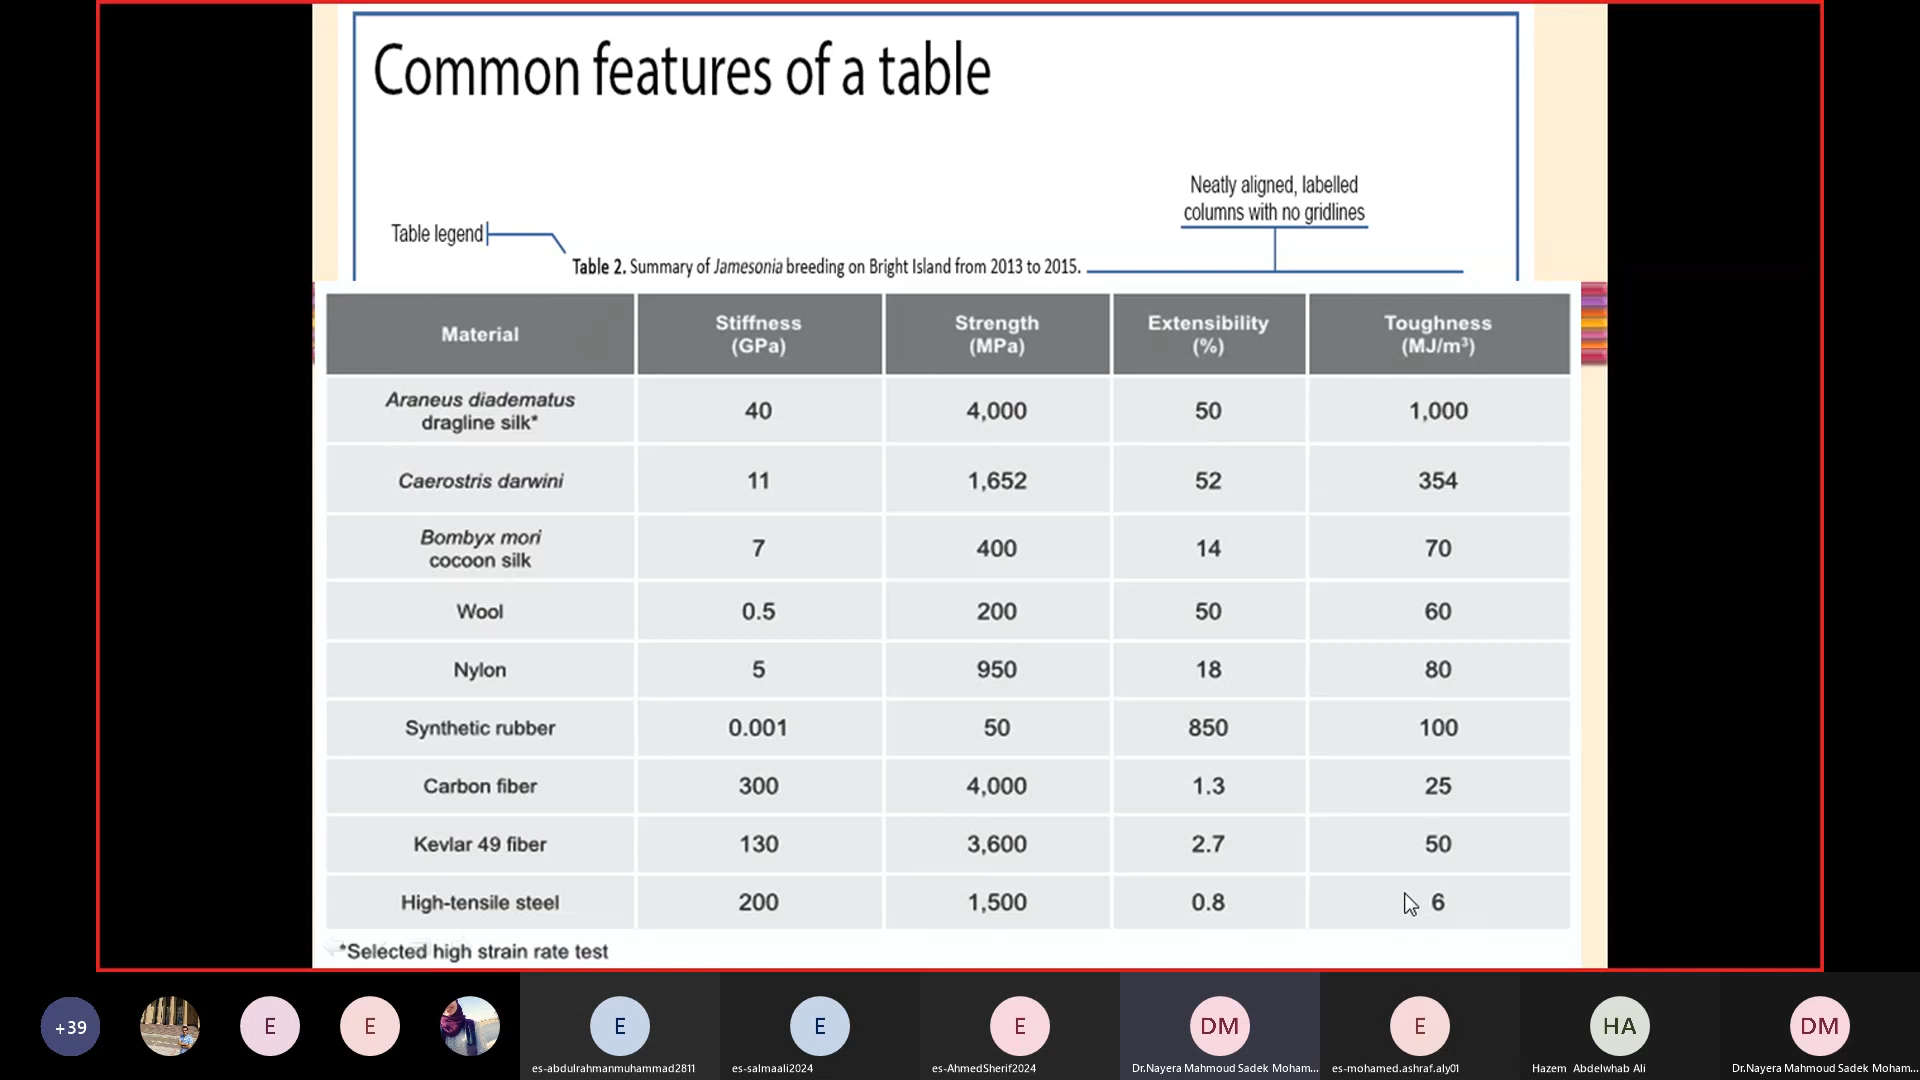 Common features of a table
Neatly aligned, labelled
columns with no gridlines
Table legend
Table 2. Summary of Jamesonia breeding on Bright Island from 2013 to 2015.
Material Stiffness (GPa) Strength (MPa) Extensibility (%) Toughness (MJ/m³)
Araneus diadematus dragline silk* 40 4,000 50 1,000
Caerostris darwini 11 1,652 52 354
Bombyx mori cocoon silk 7 400 14 70
Wool 0.5 200 50 60
Nylon 5 950 18 80
Synthetic rubber 0.001 50 850 100
Carbon fiber 300 4,000 1.3 25
Kevlar 49 fiber 130 3,600 2.7 50
High-tensile steel 200 1,500 0.8 6
*Selected high strain rate test
+39 E E E E E DM E HA DM
es-abdulrahmanmuhammad2811 es-salmaali2024 es-AhmedSherif2024 Dr.Nayera Mahmoud Sadek Moham... es-mohamed.ashraf.aly01 Hazem Abdelwhab Ali Dr.Nayera Mahmoud Sadek Moham...